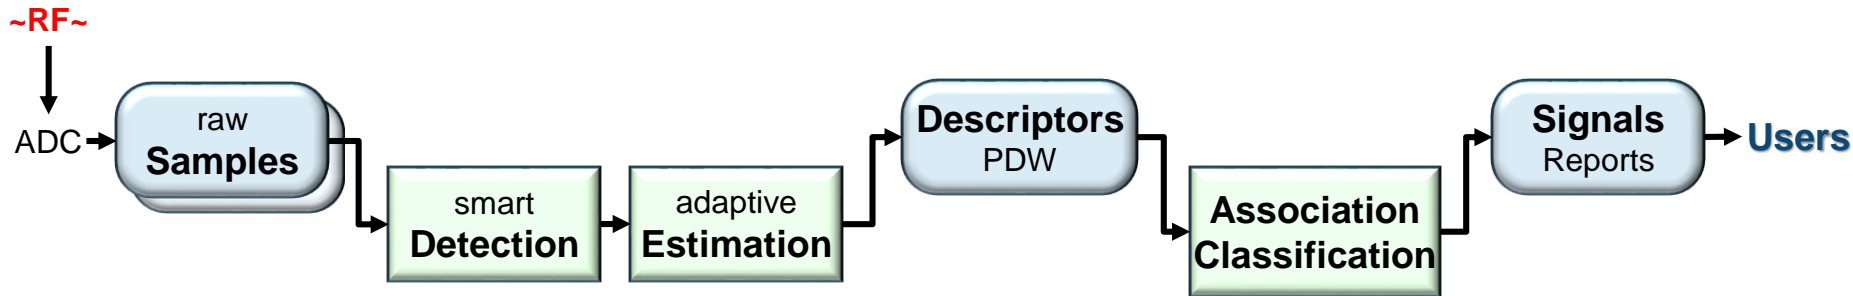 ~RF~
ADC
raw
Samples
smart
Detection
adaptive
Estimation
Descriptors
PDW
Association
Classification
Signals
Reports
Users